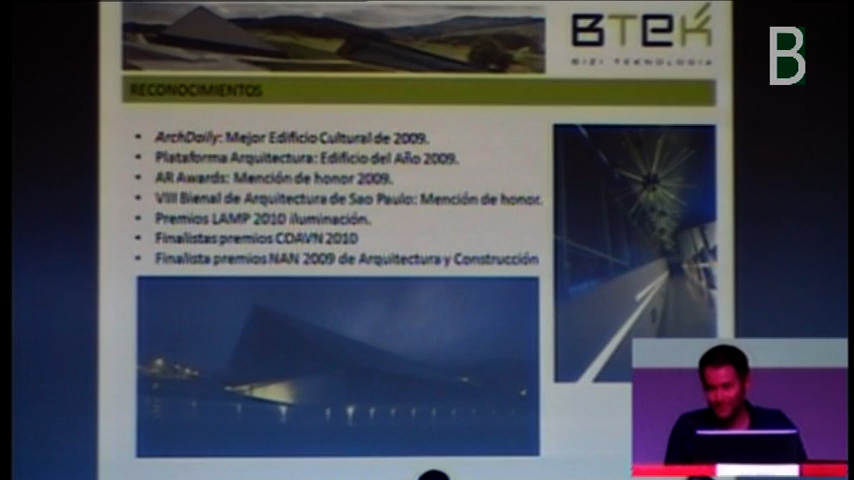 BTEK
BIZI TEKNOLOGIA
B
RECONOCIMIENTOS
• ArchDaily: Mejor Edificio Cultural de 2009.
• Plataforma Arquitectura: Edificio del Año 2009.
• AR Awards: Mención de honor 2009.
• VIII Bienal de Arquitectura de Sao Paulo: Mención de honor.
• Premios LAMP 2010 iluminación.
• Finalistas premios COAVN 2010
• Finalista premios NAN 2009 de Arquitectura y Construcción